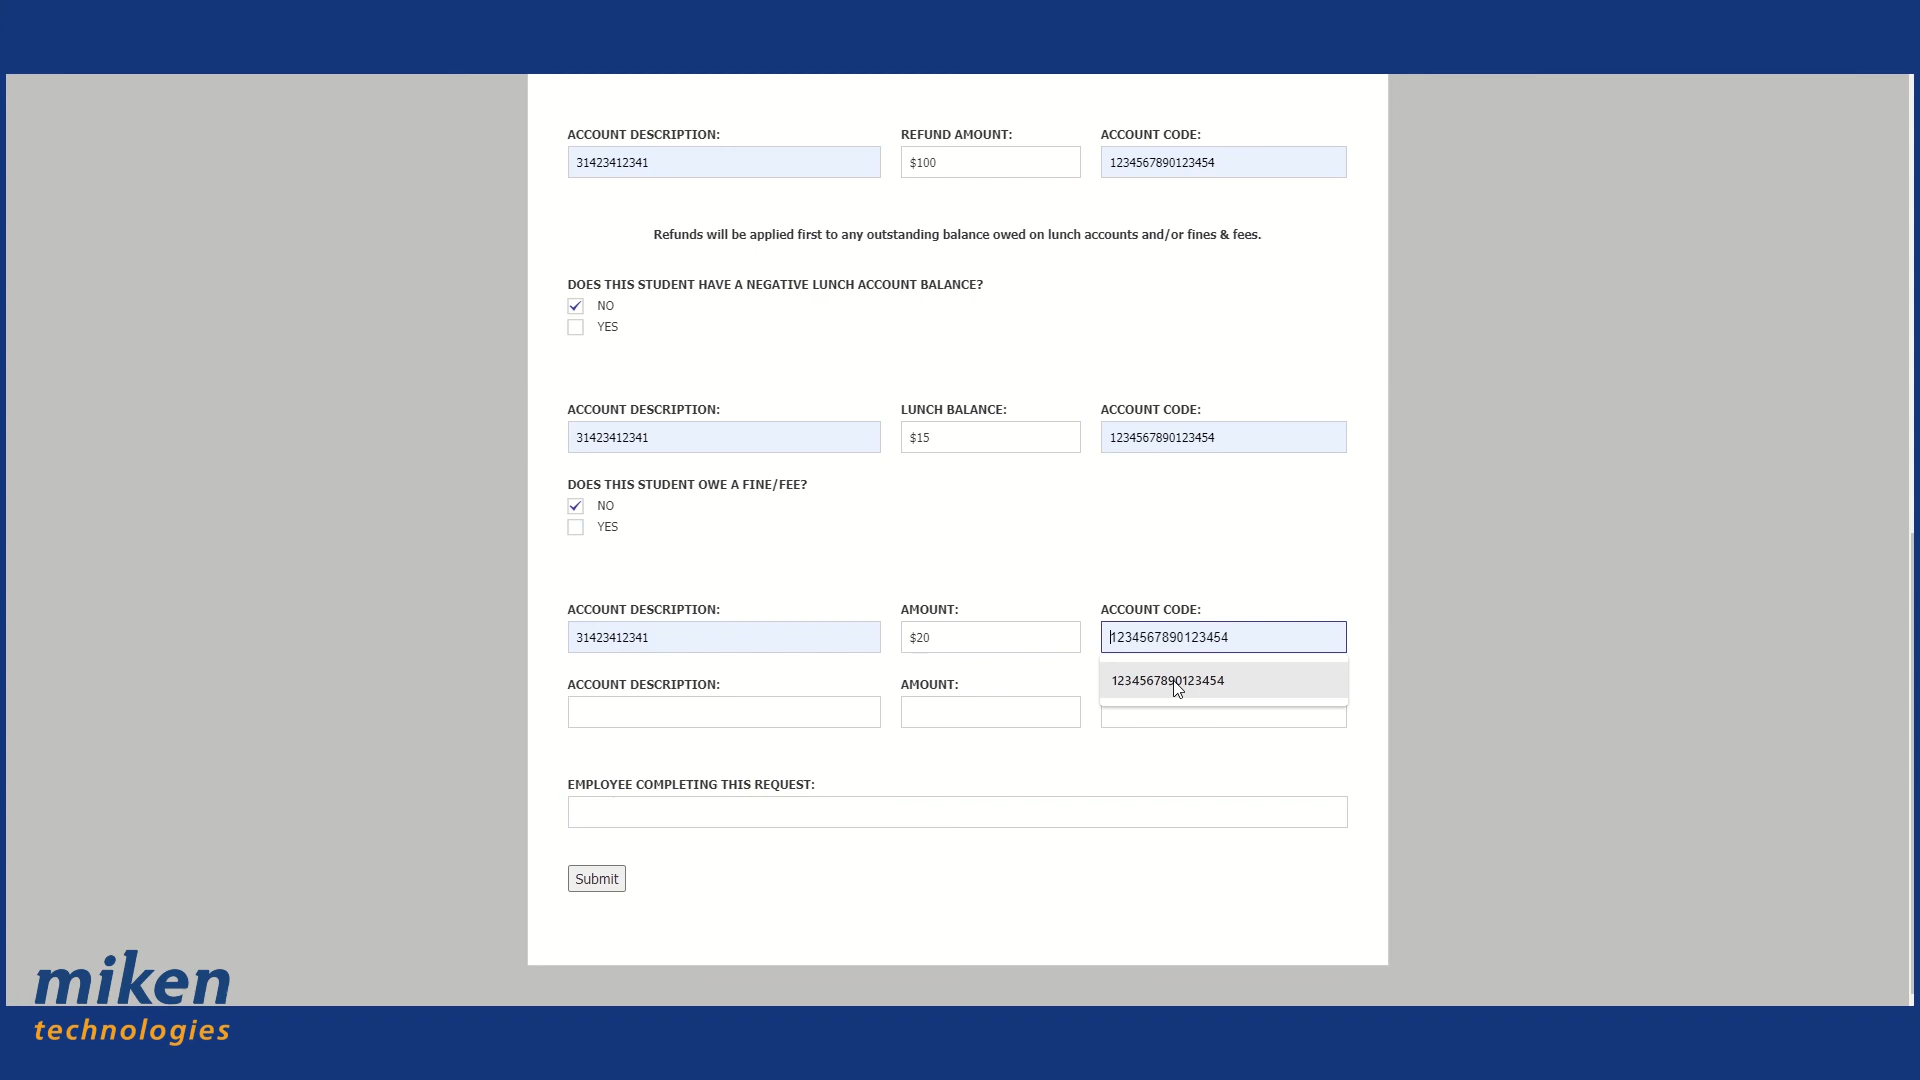 ACCOUNT DESCRIPTION: REFUND AMOUNT: ACCOUNT CODE:
31423412341 $100 1234567890123454
Refunds will be applied first to any outstanding balance owed on lunch accounts and/or fines & fees.
DOES THIS STUDENT HAVE A NEGATIVE LUNCH ACCOUNT BALANCE?
NO
YES
ACCOUNT DESCRIPTION: LUNCH BALANCE: ACCOUNT CODE:
31423412341 $15 1234567890123454
DOES THIS STUDENT OWE A FINE/FEE?
NO
YES
ACCOUNT DESCRIPTION: AMOUNT: ACCOUNT CODE:
31423412341 $20 1234567890123454
1234567890123454
ACCOUNT DESCRIPTION: AMOUNT:
EMPLOYEE COMPLETING THIS REQUEST:
Submit
miken
technologies